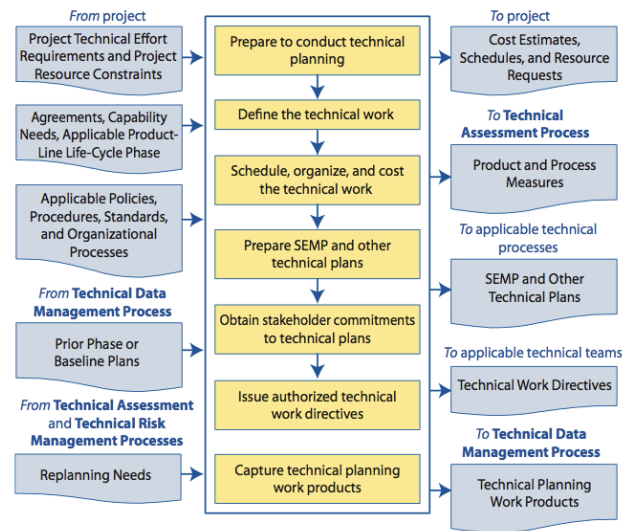 From project
Project Technical Effort
Requirements and Project
Resource Constraints
Agreements, Capability
Needs, Applicable Product-
Line Life-Cycle Phase
Applicable Policies,
Procedures, Standards,
and Organizational
Processes
From Technical Data
Management Process
Prior Phase or
Baseline Plans
From Technical Assessment
and Technical Risk
Management Processes
Replanning Needs
Prepare to conduct technical
planning
Define the technical work
Schedule, organize, and cost
the technical work
Prepare SEMP and other
technical plans
Obtain stakeholder commitments
to technical plans
Issue authorized technical
work directives
Capture technical planning
work products
To project
Cost Estimates,
Schedules, and Resource
Requests
To Technical
Assessment Process
Product and Process
Measures
To applicable technical
processes
SEMP and Other
Technical Plans
To applicable technical teams
Technical Work Directives
To Technical Data
Management Process
Technical Planning
Work Products